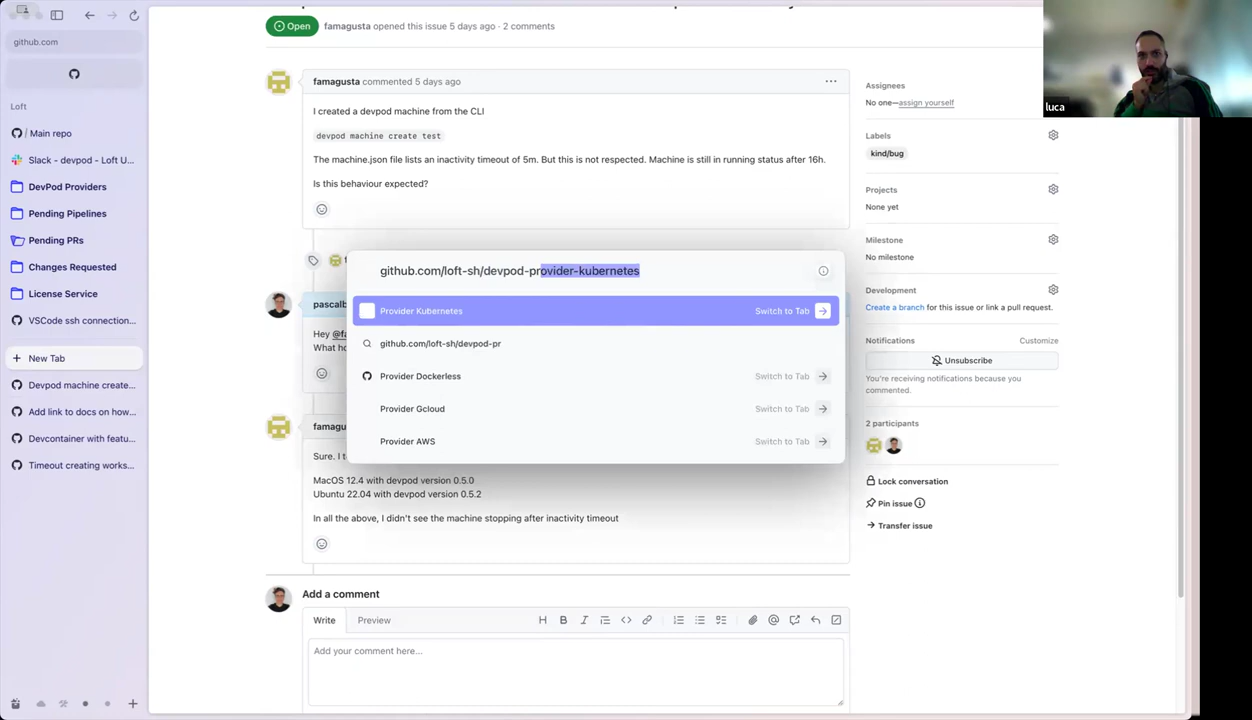 github.com
Loft
/ Main repo
Slack - devpod - Loft U...
DevPod Providers
Pending Pipelines
Pending PRs
Changes Requested
License Service
VSCode ssh connection...
New Tab
Devpod machine create...
Add link to docs on how...
Devcontainer with featu...
Timeout creating works...
Open
famagusta opened this issue 5 days ago · 2 comments
famagusta commented 5 days ago
I created a devpod machine from the CLI
devpod machine create test
The machine.json file lists an inactivity timeout of 5m. But this is not respected. Machine is still in running status after 16h.
Is this behaviour expected?
github.com/loft-sh/devpod-provider-kubernetes
Provider Kubernetes Switch to Tab
github.com/loft-sh/devpod-pr
Provider Dockerless Switch to Tab
Provider Gcloud Switch to Tab
Provider AWS Switch to Tab
pascalb
Hey @fa
What ho
famagu
Sure. I t
MacOS 12.4 with devpod version 0.5.0
Ubuntu 22.04 with devpod version 0.5.2
In all the above, I didn't see the machine stopping after inactivity timeout
Add a comment
Write Preview
H B I
Add your comment here...
Assignees
No one—assign yourself
Labels
kind/bug
Projects
None yet
Milestone
No milestone
Development
Create a branch for this issue or link a pull request.
Notifications Customize
Unsubscribe
You're receiving notifications because you
commented.
2 participants
Lock conversation
Pin issue
Transfer issue
luca